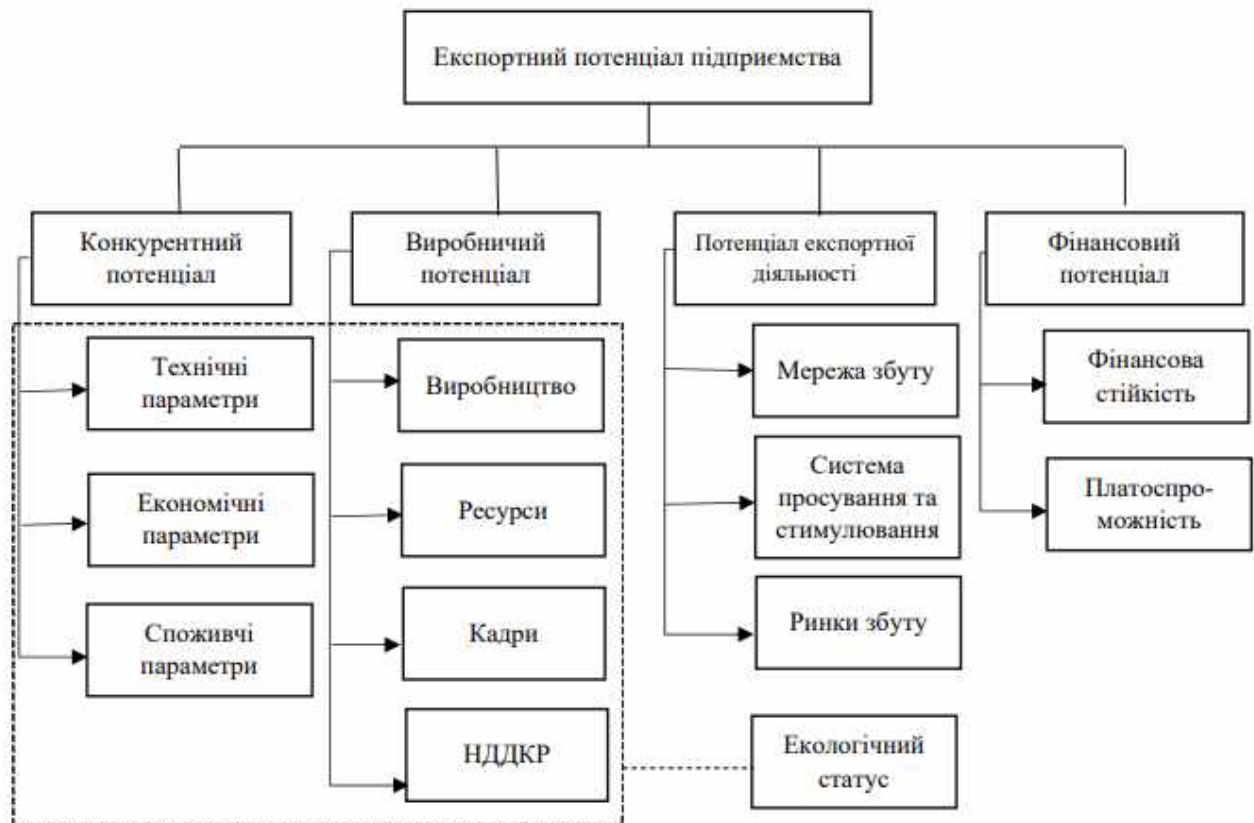 Експортний потенціал підприємства
Конкурентний
потенціал
Виробничий
потенціал
Потенціал експортної
діяльності
Фінансовий
потенціал
Технічні
параметри
Економічні
параметри
Споживчі
параметри
Виробництво
Ресурси
Кадри
НДДКР
Мережа збуту
Система
просування та
стимулювання
Ринки збуту
Екологічний
статус
Фінансова
стійкість
Платоспро-
можність